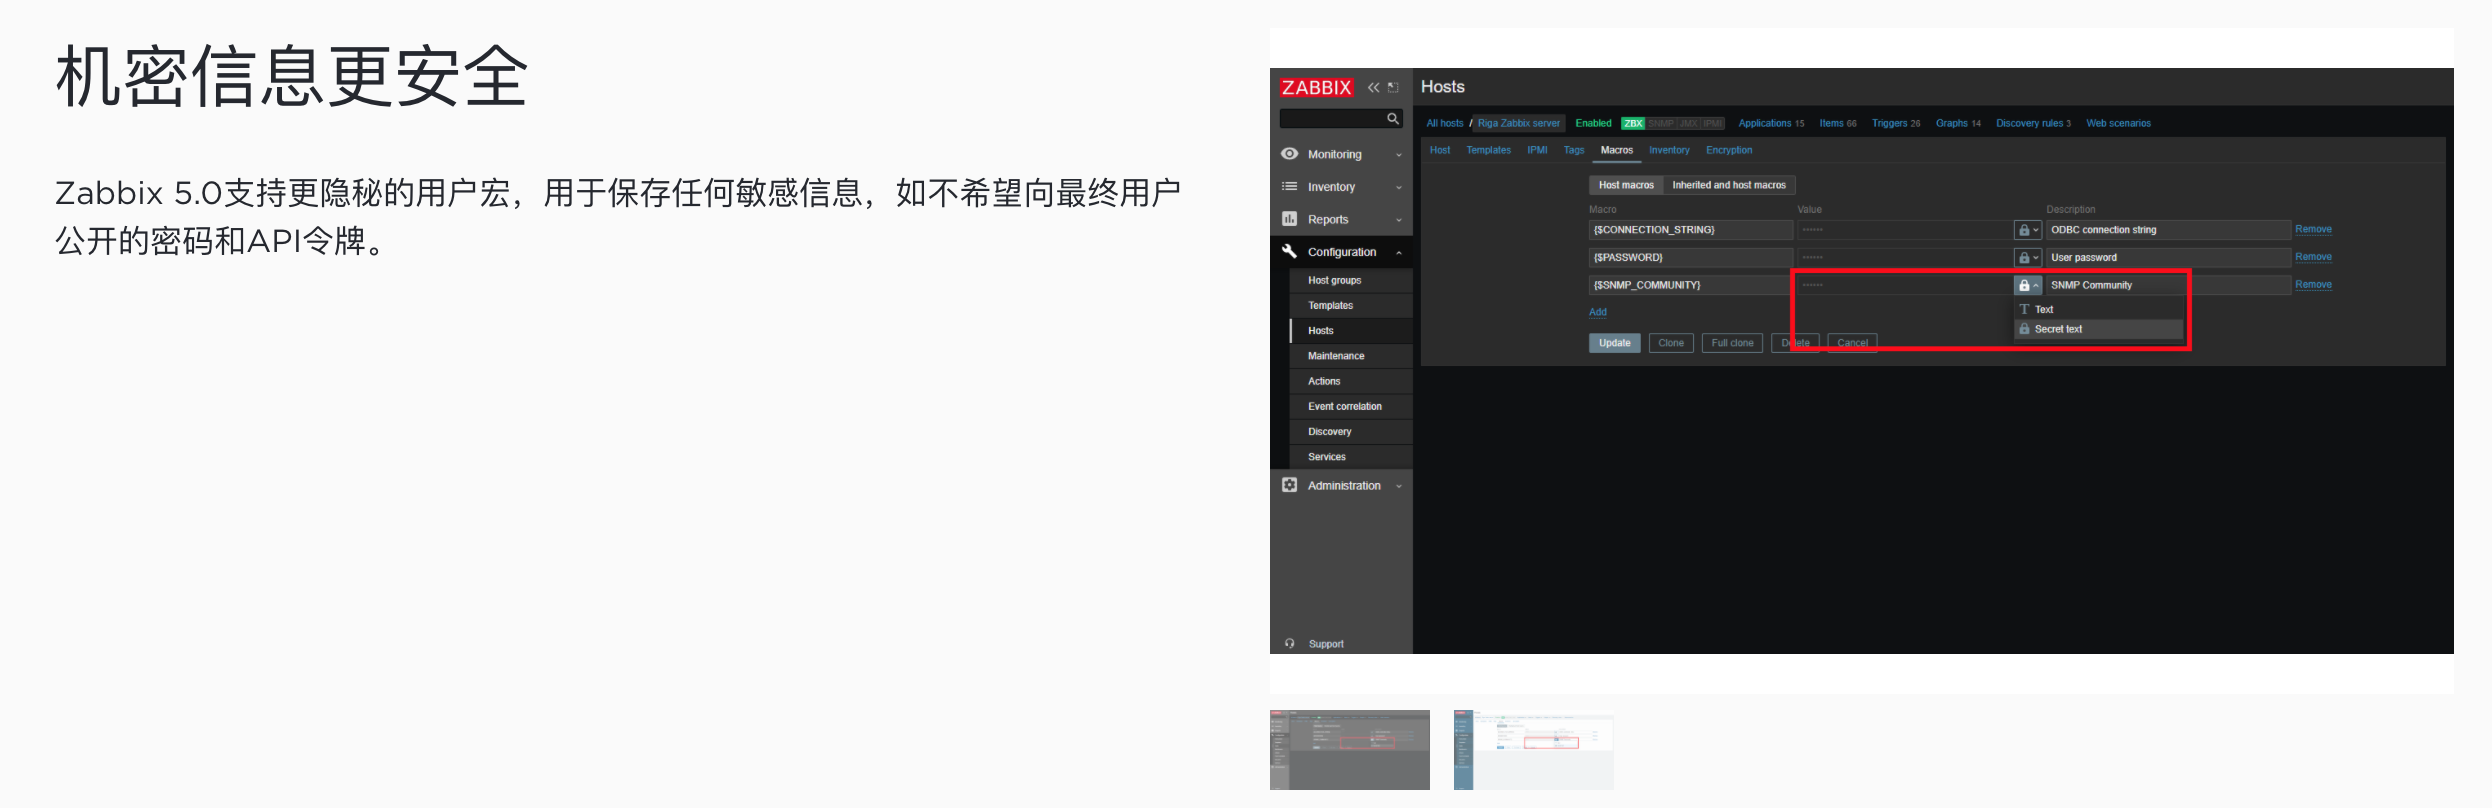 机密信息更安全
Zabbix 5.0支持更隐秘的用户宏，用于保存任何敏感信息，如不希望向最终用户
公开的密码和API令牌。
ZABBIX
Hosts
All hosts / Riga Zabbix server Enabled ZBX SNMP JMX IPMI Applications 15 Items 66 Triggers 26 Graphs 14 Discovery rules 3 Web scenarios
Host Templates IPMI Tags Macros Inventory Encryption
Host macros Inherited and host macros
Macro Value Description
{$CONNECTION_STRING} •••••• ODBC connection string Remove
{$PASSWORD} •••••• User password Remove
{$SNMP_COMMUNITY} •••••• SNMP Community Remove
T Text
Secret text
Add
Update Clone Full clone Delete Cancel
Monitoring
Inventory
Reports
Configuration
Host groups
Templates
Hosts
Maintenance
Actions
Event correlation
Discovery
Services
Administration
Support